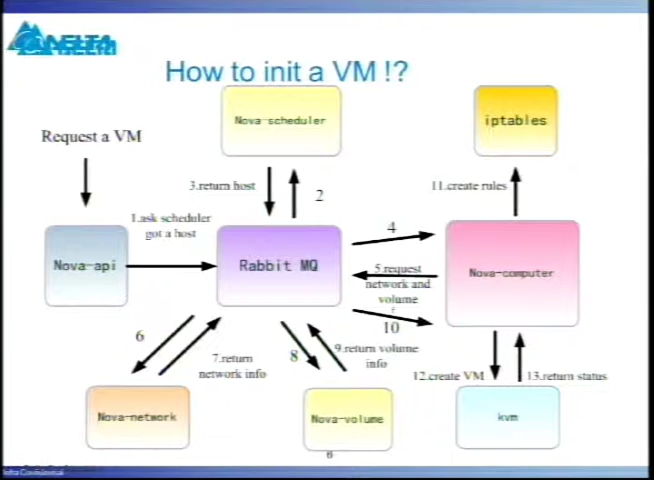 How to init a VM !?
Nova-scheduler
iptables
Request a VM
3.return host
2
11.create rules
1.ask scheduler
got a host
4
Nova-api
Rabbit MQ
5.request
network and
volume
Nova-computer
10
6
7.return
network info
8
9.return volume
info
12.create VM
13.return status
Nova-network
Nova-volume
kvm
6